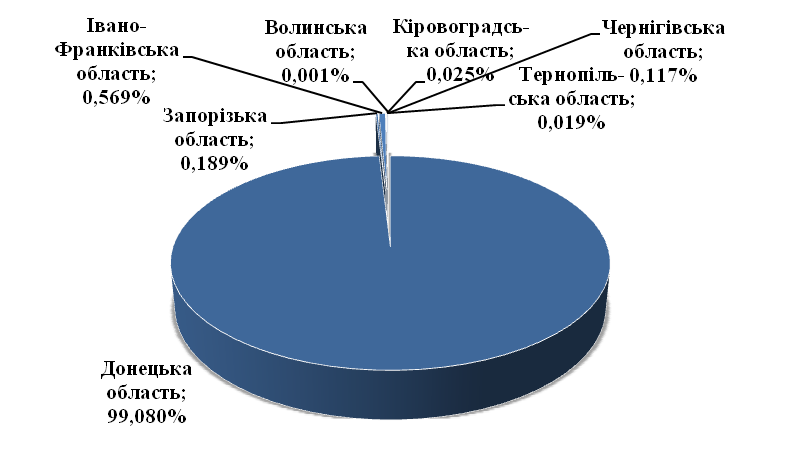 Івано-
Франківська
область;
0,569%
Волинська
область;
0,001%
Кіровоградсь-
ка область;
0,025%
Чернігівська
область;
0,117%
Тернопіль-
ська область;
0,019%
Запорізька
область;
0,189%
Донецька
область;
99,080%